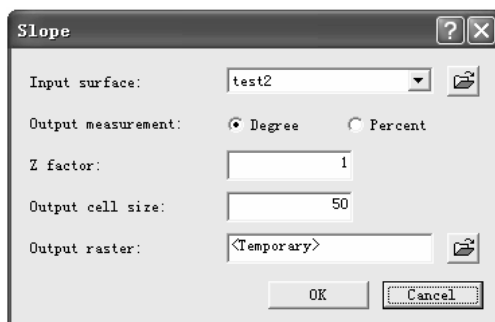 Slope
Input surface: test2
Output measurement: Degree Percent
Z factor: 1
Output cell size: 50
Output raster: <Temporary>
OK Cancel